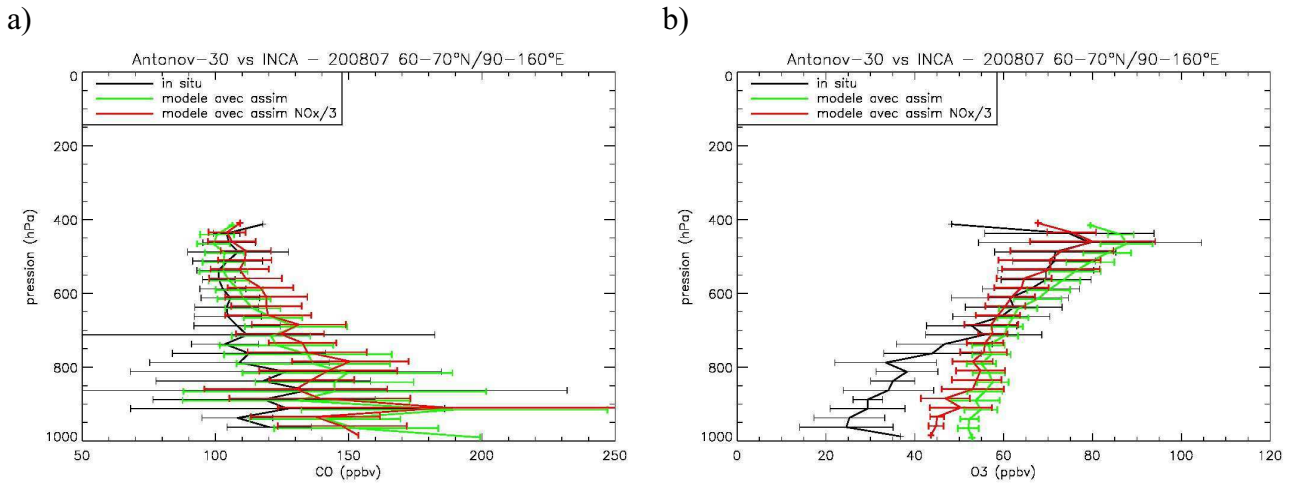 a)
Antonov-30 vs INCA - 200807 60-70°N/90-160°E
in situ
modele avec assim
modele avec assim NOx/3
0
200
400
600
800
1000
pression (hPa)
50
100
150
200
250
CO (ppbv)
b)
Antonov-30 vs INCA - 200807 60-70°N/90-160°E
in situ
modele avec assim
modele avec assim NOx/3
0
200
400
600
800
1000
pression (hPa)
0
20
40
60
80
100
120
O3 (ppbv)